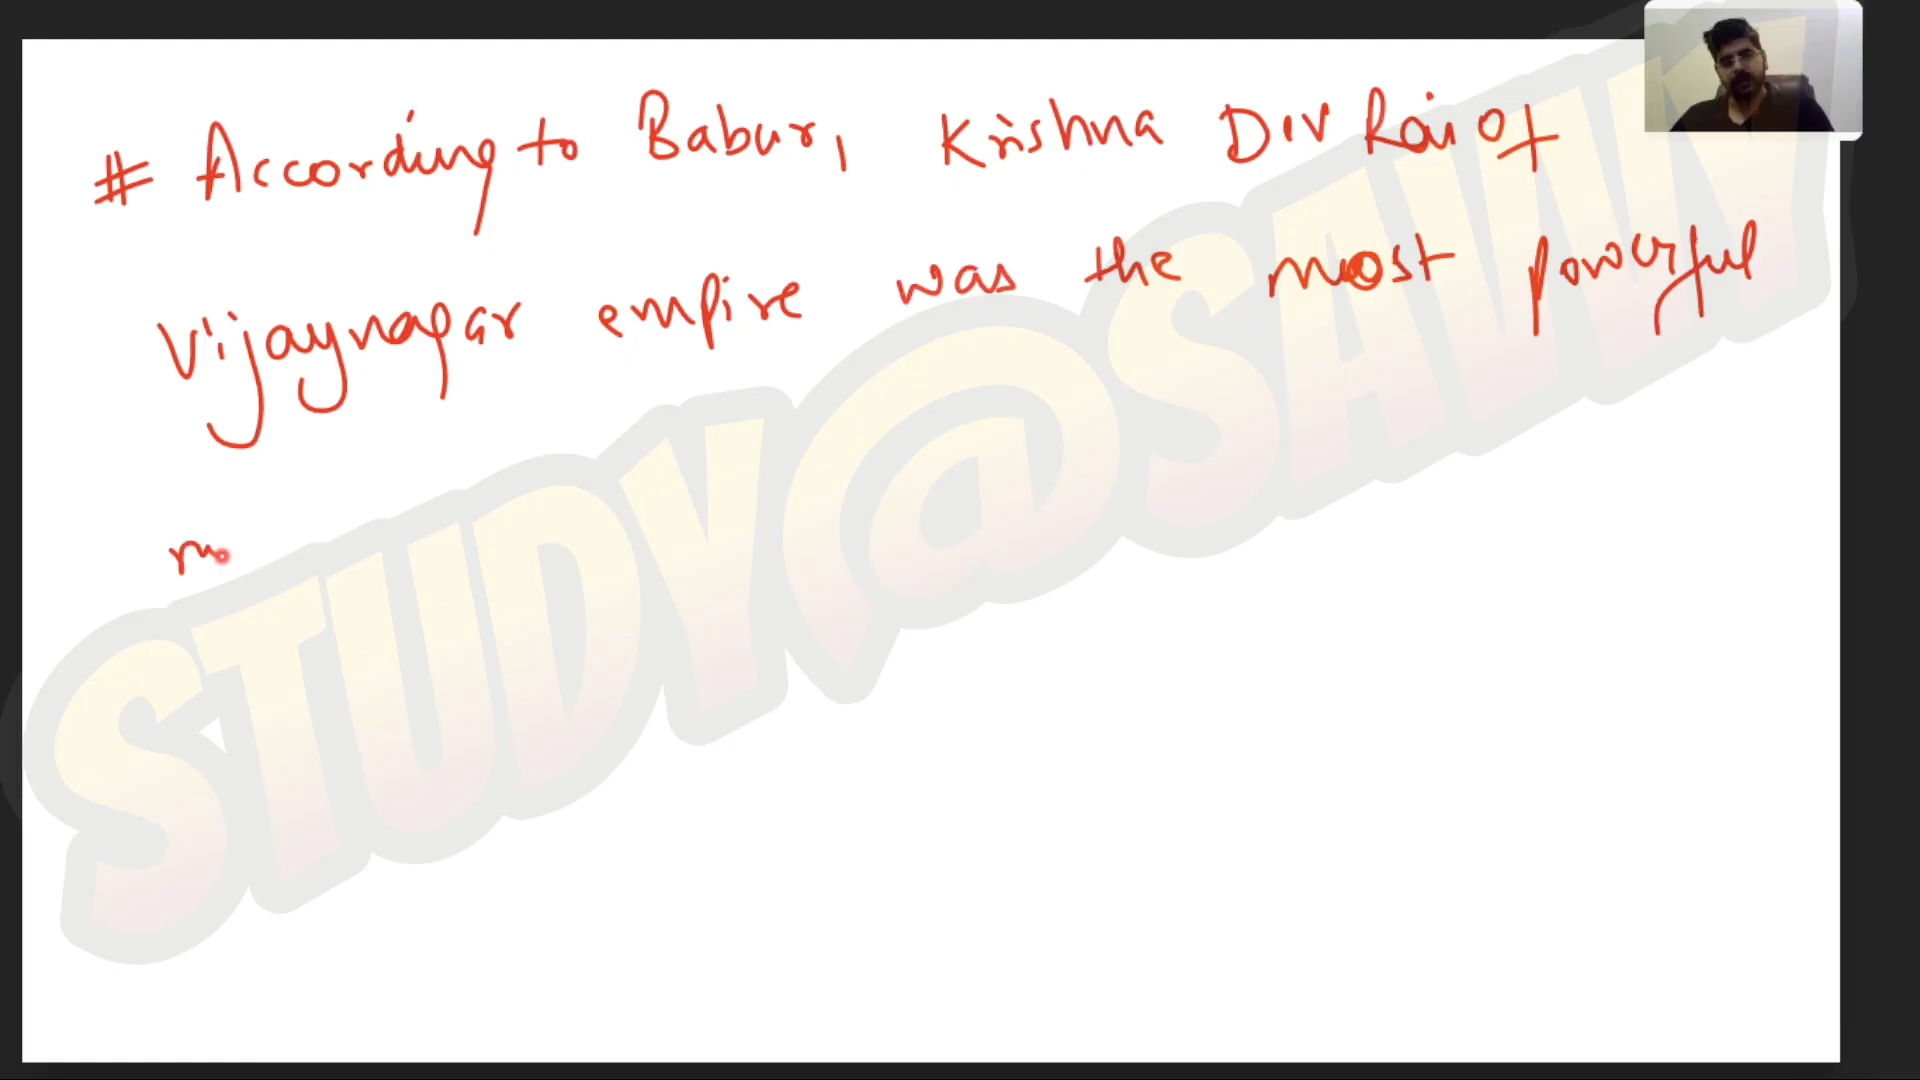 # According to Babur, Krishna Dev Rai of
Vijaynagar empire was the most powerful
m
STUDY@SAVVY